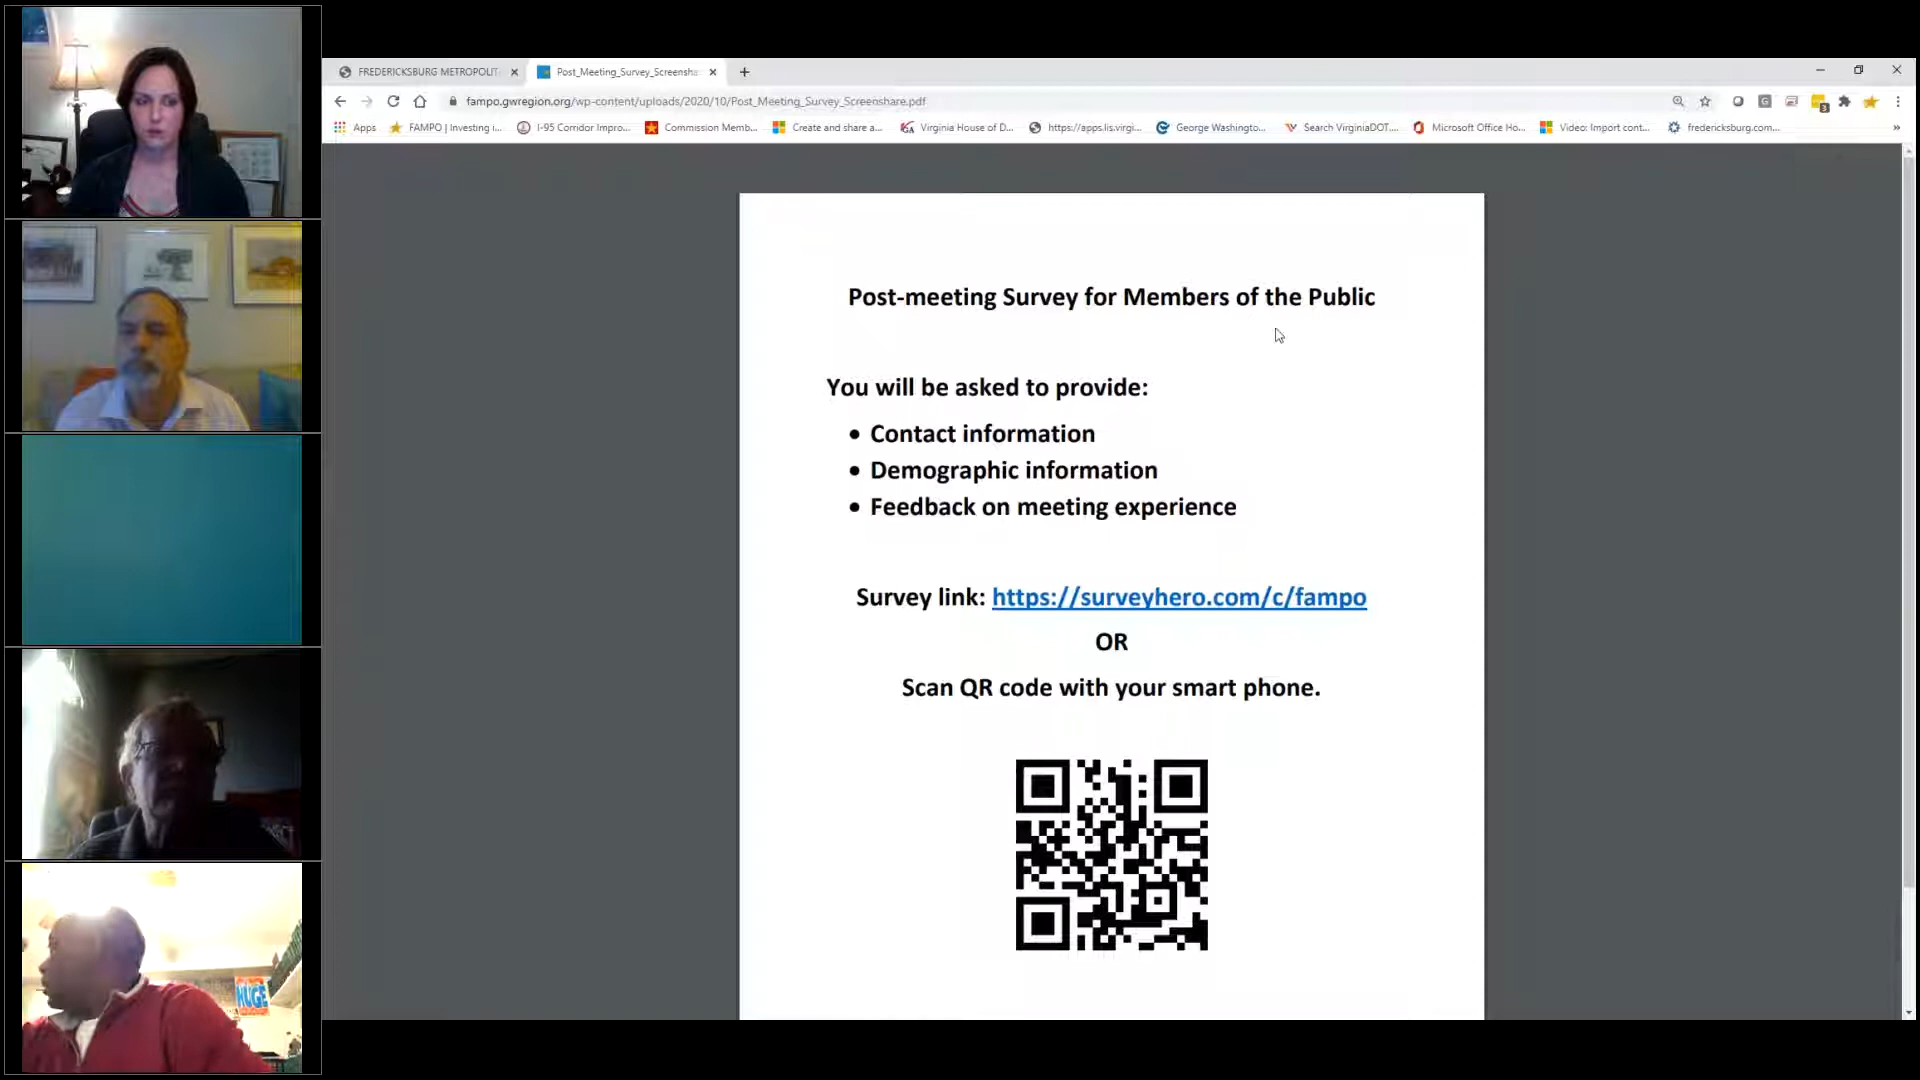 FREDERICKSBURG METROPOLIT
Post_Meeting_Survey_Screensha
fampo.gwregion.org/wp-content/uploads/2020/10/Post_Meeting_Survey_Screenshare.pdf
Apps
FAMPO | Investing i...
I-95 Corridor Impro...
Commission Memb...
Create and share a...
Virginia House of D...
https://apps.lis.virgi...
George Washingto...
Search VirginiaDOT....
Microsoft Office Ho...
Video: Import cont...
fredericksburg.com...
Post-meeting Survey for Members of the Public
You will be asked to provide:
• Contact information
• Demographic information
• Feedback on meeting experience
Survey link: https://surveyhero.com/c/fampo
OR
Scan QR code with your smart phone.
HUGE